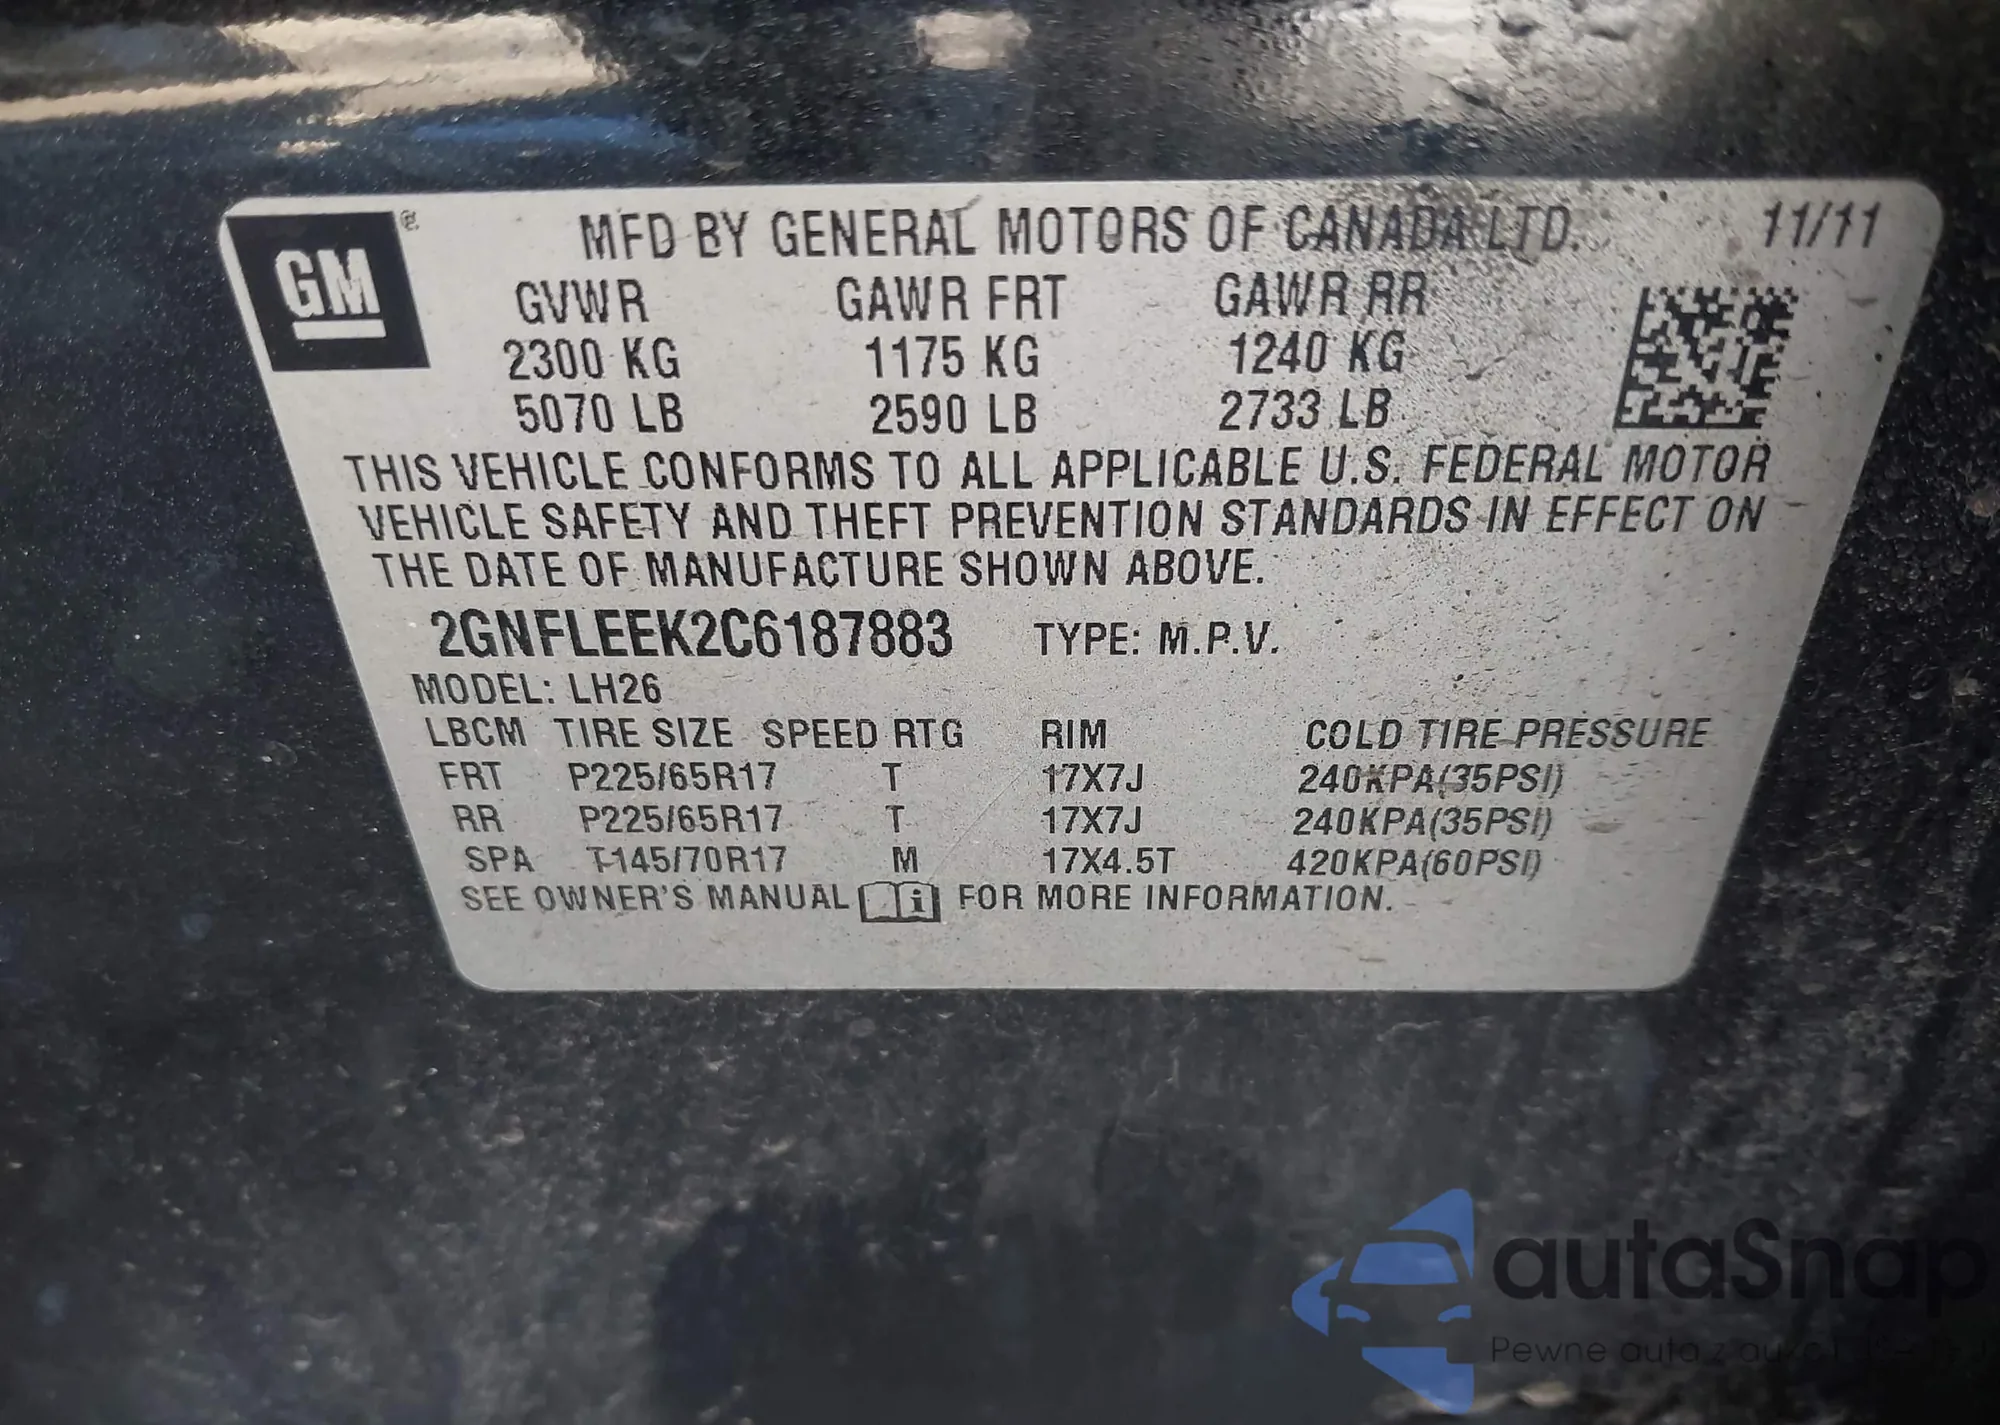 GM®
MFD BY GENERAL MOTORS OF CANADA LTD. 11/11
GVWR GAWR FRT GAWR RR
2300 KG 1175 KG 1240 KG
5070 LB 2590 LB 2733 LB
THIS VEHICLE CONFORMS TO ALL APPLICABLE U.S. FEDERAL MOTOR
VEHICLE SAFETY AND THEFT PREVENTION STANDARDS IN EFFECT ON
THE DATE OF MANUFACTURE SHOWN ABOVE.
2GNFLEEK2C6187883 TYPE: M.P.V.
MODEL: LH26
LBCM TIRE SIZE SPEED RTG RIM COLD TIRE PRESSURE
FRT P225/65R17 T 17X7J 240KPA(35PSI)
RR P225/65R17 T 17X7J 240KPA(35PSI)
SPA T145/70R17 M 17X4.5T 420KPA(60PSI)
SEE OWNER'S MANUAL i FOR MORE INFORMATION.
autaSnap
Pewne auta z